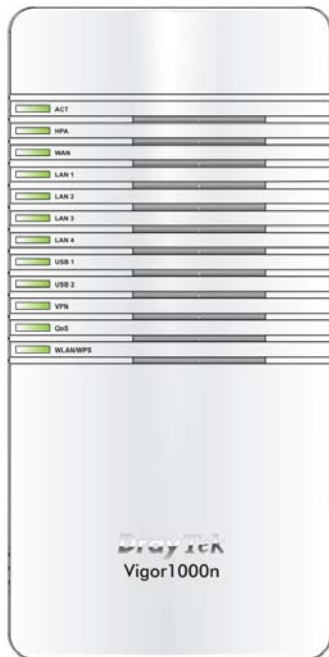 ACT
HPA
WAN
LAN 1
LAN 2
LAN 3
LAN 4
USB 1
USB 2
VPN
QoS
WLAN/WPS
DrayTek
Vigor1000n